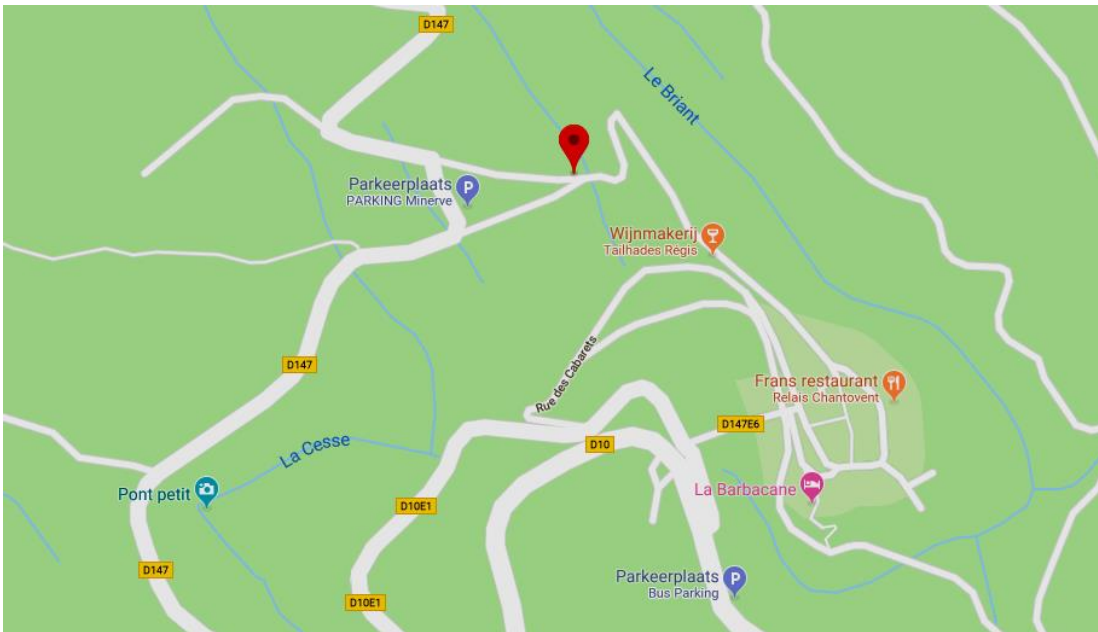 D147
Le Briant
Parkeerplaats
PARKING Minerve
P
Wijnmakerij
Tailhades Régis
D147
Rue des Cabarets
Frans restaurant
Relais Chantovent
D147E6
D10
La Cesse
Pont petit
La Barbacane
D10E1
D147
Parkeerplaats
Bus Parking
P
D10E1